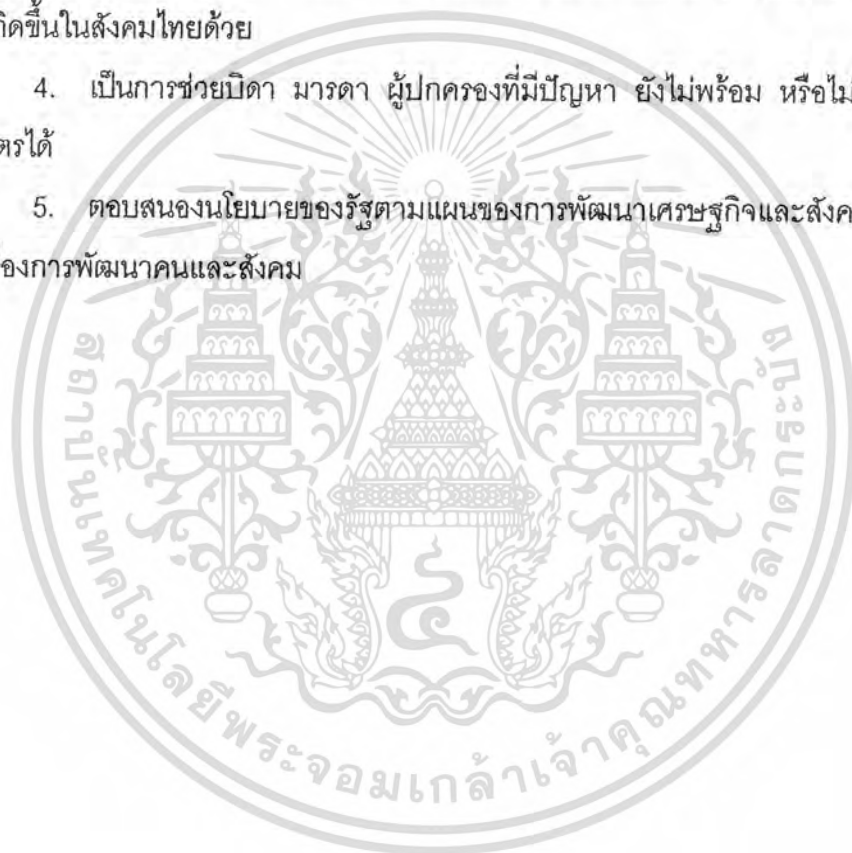 กิดขึ้นในสังคมไทยด้วย
4. เป็นการช่วยบิดา มารดา ผู้ปกครองที่มีปัญหา ยังไม่พร้อม หรือไม่
ตรได้
5. ตอบสนองนโยบายของรัฐตามแผนของการพัฒนาเศรษฐกิจและสังค
องการพัฒนาคนและสังคม
สถาบันเทคโนโลยีพระจอมเกล้าเจ้าคุณทหารลาดกระบัง
๔